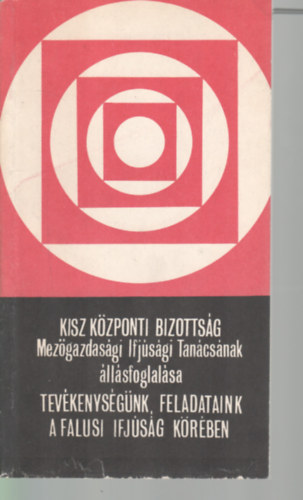 KISZ KÖZPONTI BIZOTTSÁG
Mezőgazdasági Ifjúsági Tanácsának
állásfoglalása
TEVÉKENYSÉGÜNK, FELADATAINK
A FALUSI IFJÚSÁG KÖRÉBEN